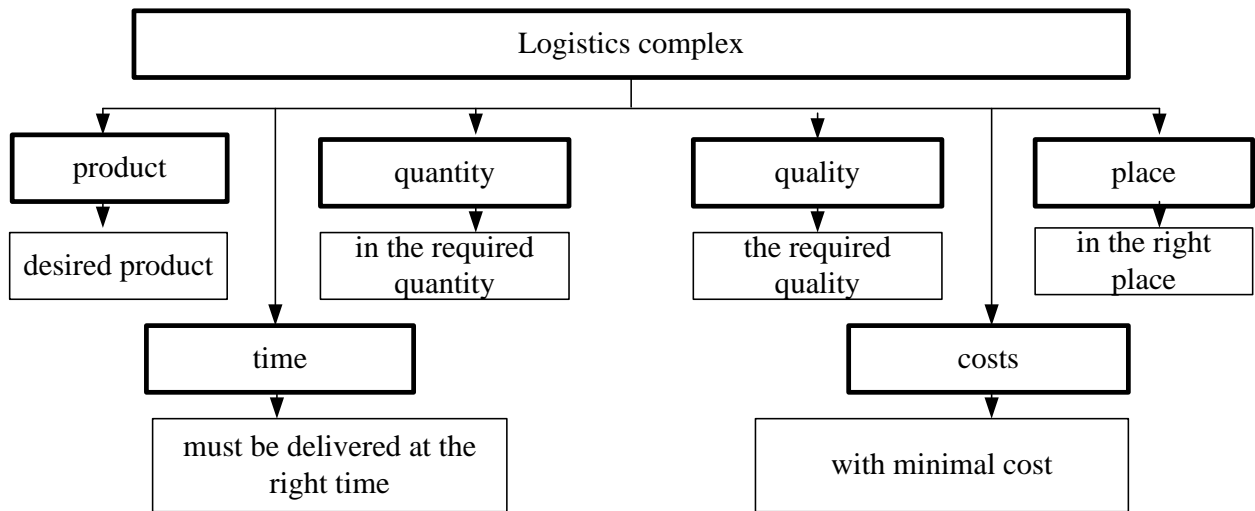 Logistics complex
product
quantity
quality
place
desired product
in the required
quantity
the required
quality
in the right
place
time
costs
must be delivered at the
right time
with minimal cost